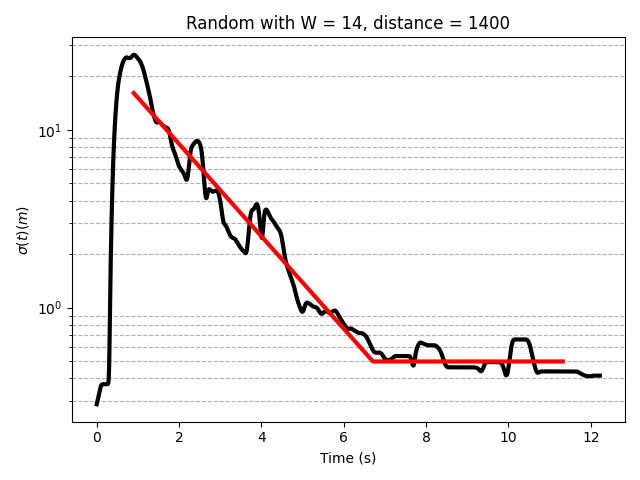 Random with W = 14, distance = 1400
σ(t)(m)
10¹
10⁰
0 2 4 6 8 10 12
Time (s)